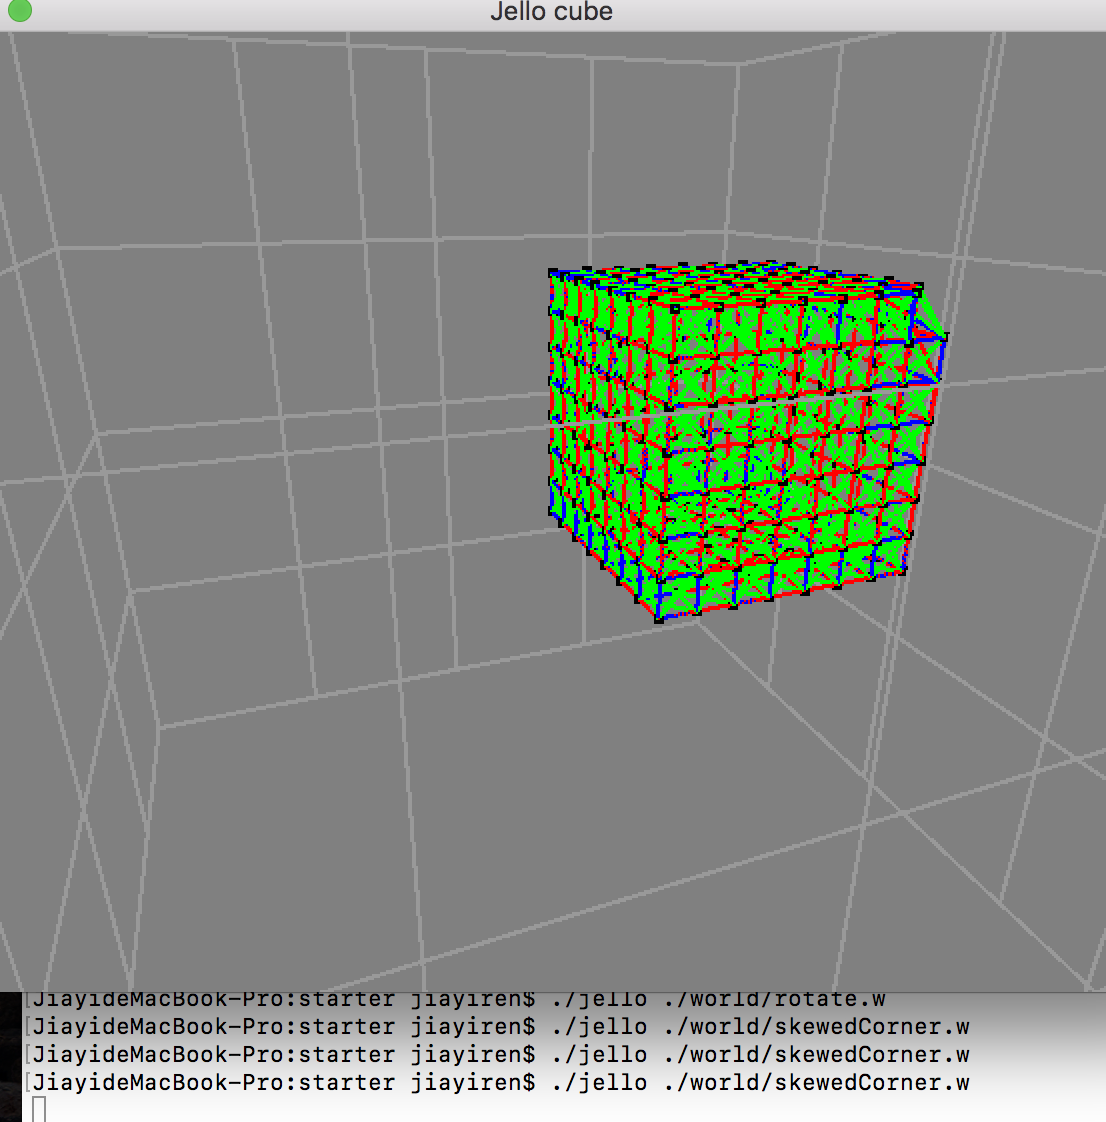 Jello cube
[JiayideMacBook-Pro:starter jiayiren$ ./jello ./world/rotate.w
[JiayideMacBook-Pro:starter jiayiren$ ./jello ./world/skewedCorner.w
[JiayideMacBook-Pro:starter jiayiren$ ./jello ./world/skewedCorner.w
[JiayideMacBook-Pro:starter jiayiren$ ./jello ./world/skewedCorner.w